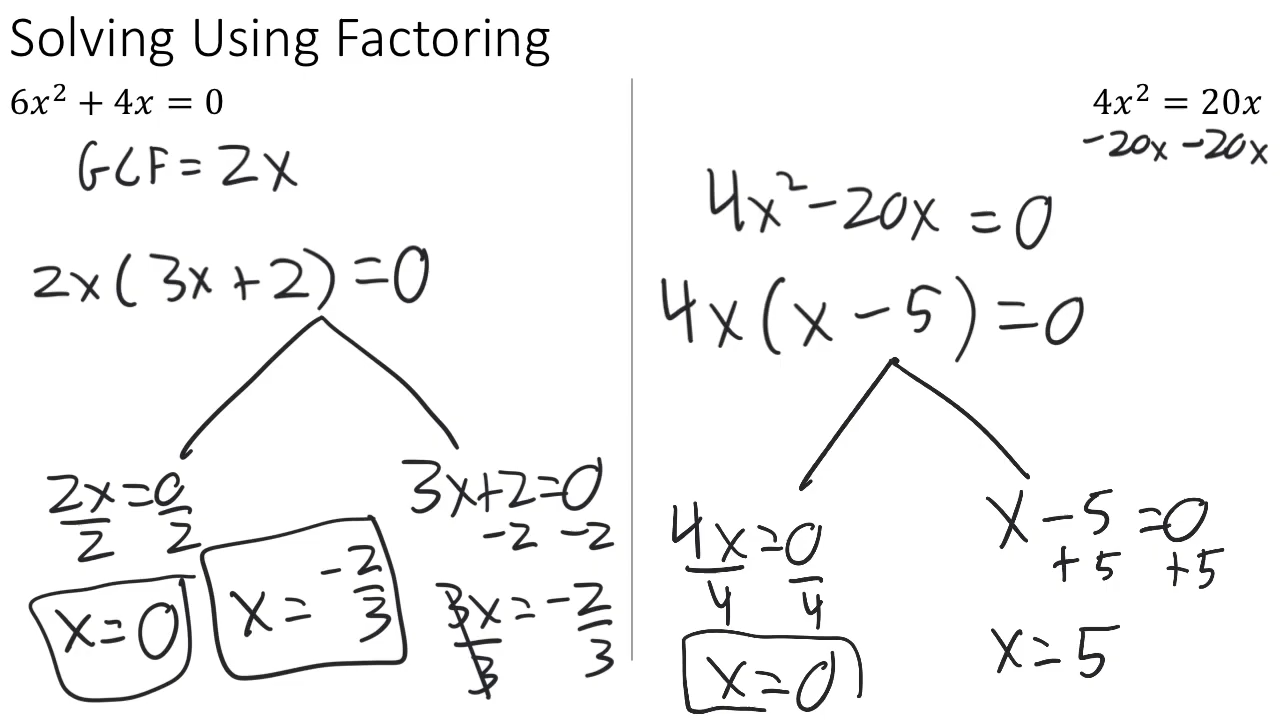 Solving Using Factoring
6x² + 4x = 0
GCF = 2x
2x(3x + 2) = 0
2x = 0
2 2
x = 0
x = -2/3
3x + 2 = 0
-2 -2
3x = -2
3 3
4x² = 20x
-20x -20x
4x² - 20x = 0
4x(x - 5) = 0
4x = 0
4 4
x = 0
x - 5 = 0
+5 +5
x = 5